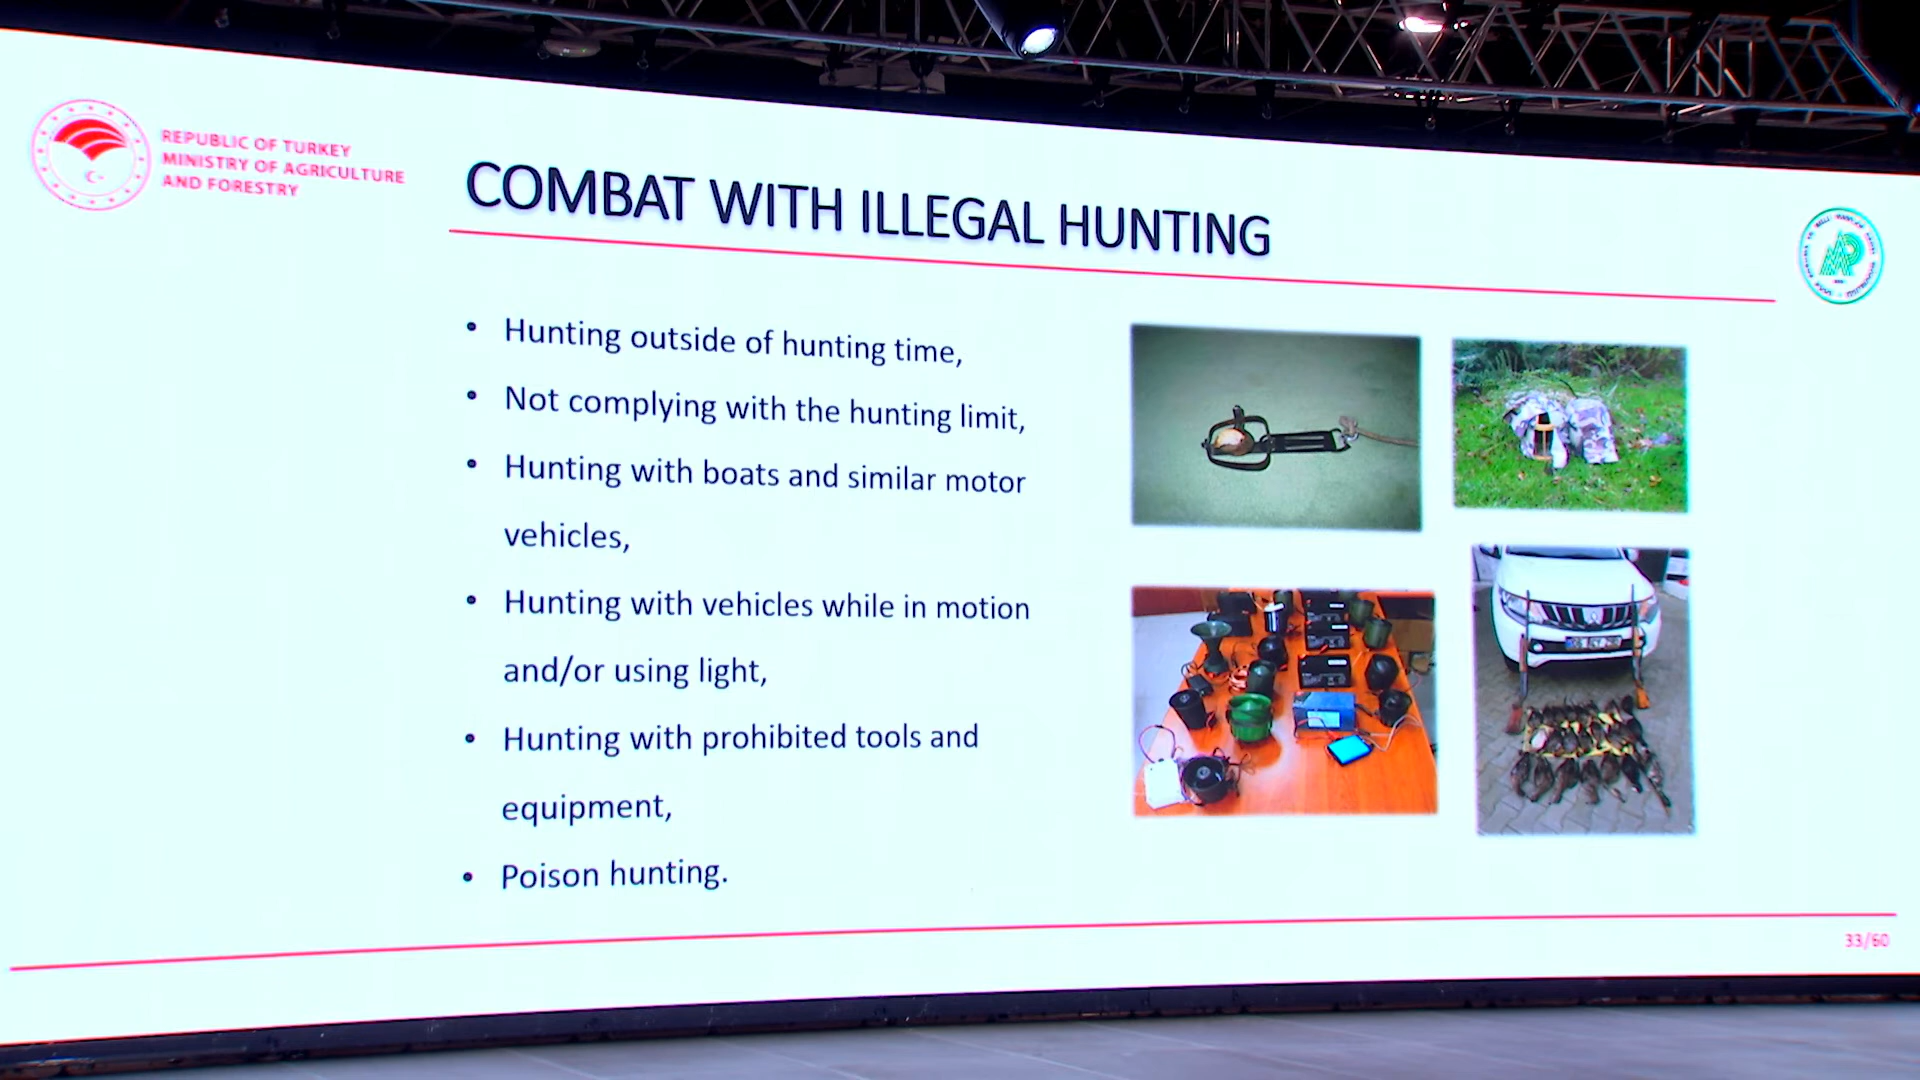 REPUBLIC OF TURKEY
MINISTRY OF AGRICULTURE
AND FORESTRY
COMBAT WITH ILLEGAL HUNTING
• Hunting outside of hunting time,
• Not complying with the hunting limit,
• Hunting with boats and similar motor
vehicles,
• Hunting with vehicles while in motion
and/or using light,
• Hunting with prohibited tools and
equipment,
• Poison hunting.
33/60